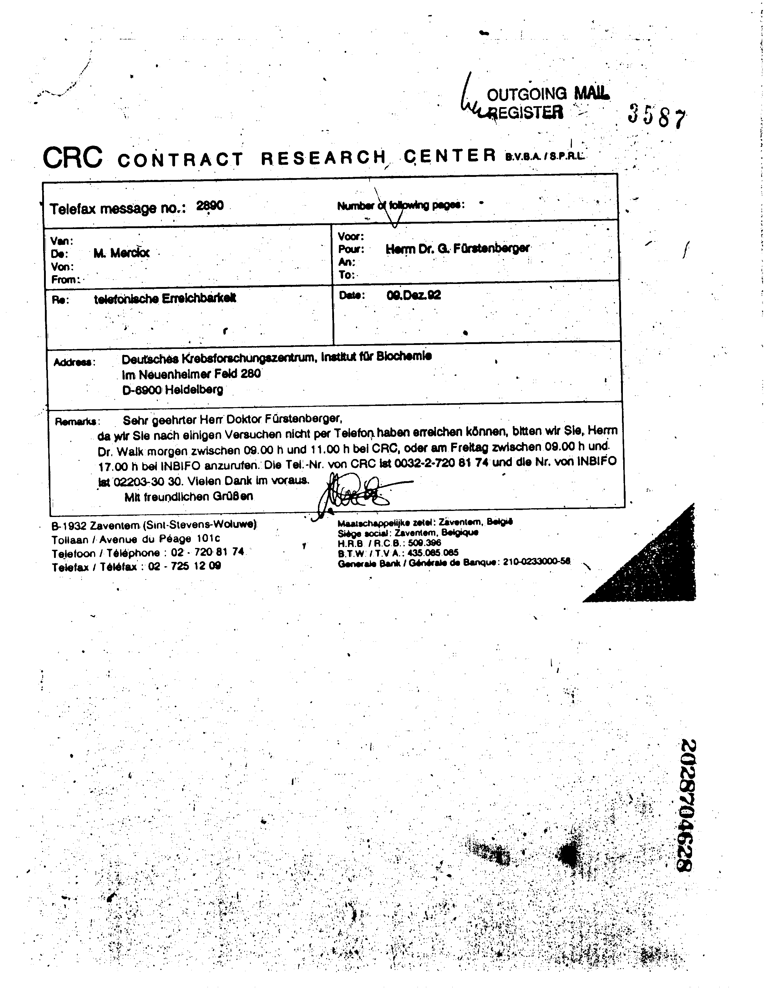 OUTGOING MAIL
REGISTER
3587
CRC CONTRACT RESEARCH CENTER B.V.B.A. / S.P.R.L.
Telefax message no.: 2890
Number of following pages: -
Van:
De: M. Merckx
Von:
From:
Voor:
Pour: Herrn Dr. G. Fürstenberger
An:
To:
Re: telefonische Erreichbarkeit
Date: 09.Dez.92
Address: Deutsches Krebsforschungszentrum, Institut für Biochemie
Im Neuenheimer Feld 280
D-6900 Heidelberg
Remarks: Sehr geehrter Herr Doktor Fürstenberger,
da wir Sie nach einigen Versuchen nicht per Telefon haben erreichen können, bitten wir Sie, Herrn
Dr. Walk morgen zwischen 09.00 h und 11.00 h bei CRC, oder am Freitag zwischen 09.00 h und
17.00 h bei INBIFO anzurufen. Die Tel.-Nr. von CRC ist 0032-2-720 81 74 und die Nr. von INBIFO
ist 02203-30 30. Vielen Dank im voraus.
Mit freundlichen Grüßen
B-1932 Zaventem (Sint-Stevens-Woluwe)
Tollaan / Avenue du Péage 101c
Telefoon / Téléphone : 02 - 720 81 74
Telefax / Téléfax : 02 - 725 12 09
Maatschappelijke zetel: Zaventem, België
Siège social: Zaventem, Belgique
H.R.B / R.C.B.: 509.396
B.T.W. / T.V.A.: 435.085.085
Generale Bank / Générale de Banque: 210-0233000-56
2028704628